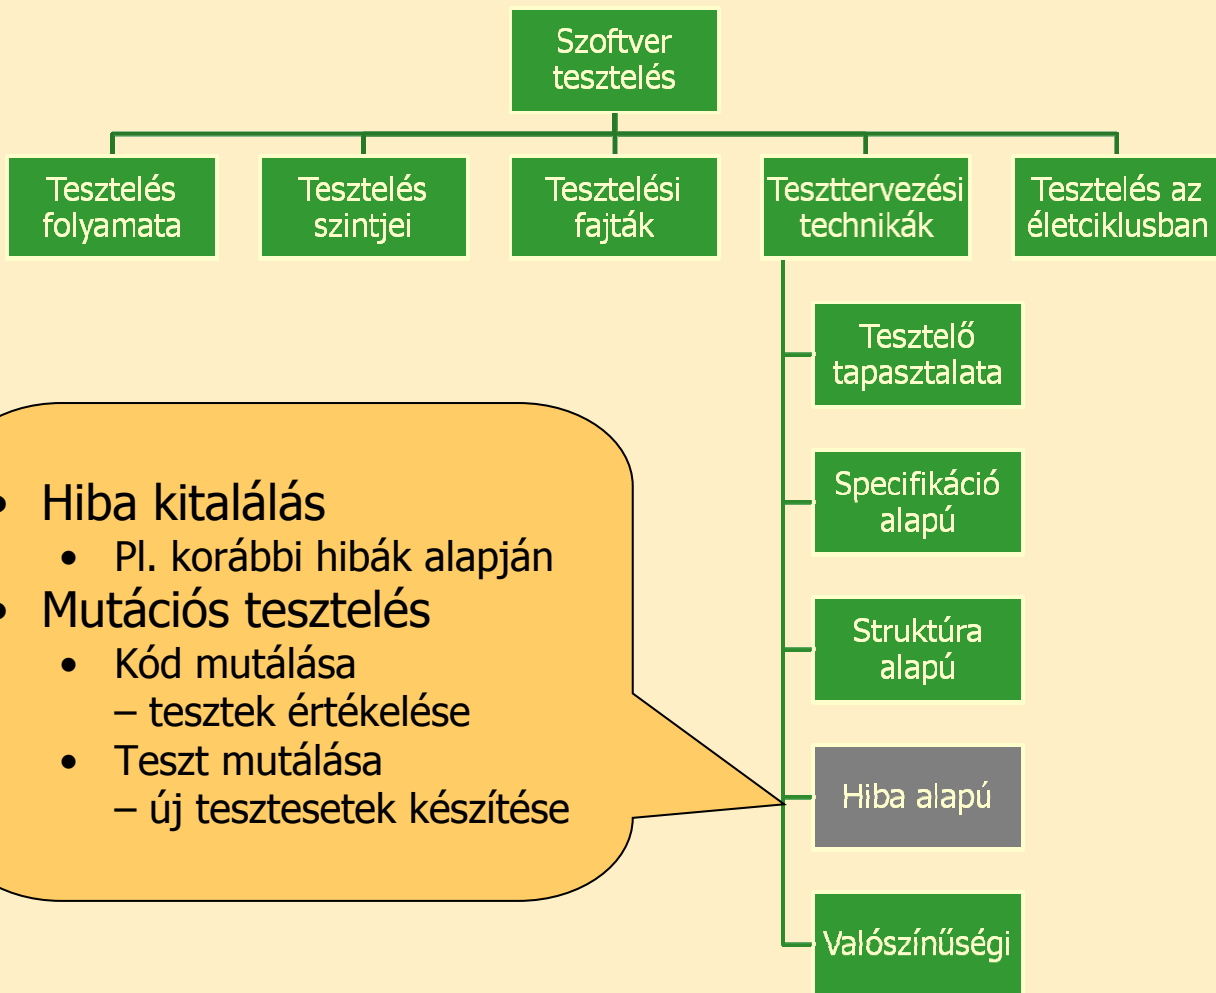 Szoftver
tesztelés
Tesztelés
folyamata
Tesztelés
szintjei
Tesztelési
fajták
Teszttervezési
technikák
Tesztelés az
életciklusban
Tesztelő
tapasztalata
Specifikáció
alapú
Struktúra
alapú
Hiba alapú
Valószínűségi
• Hiba kitalálás
• Pl. korábbi hibák alapján
• Mutációs tesztelés
• Kód mutálása
– tesztek értékelése
• Teszt mutálása
– új tesztesetek készítése